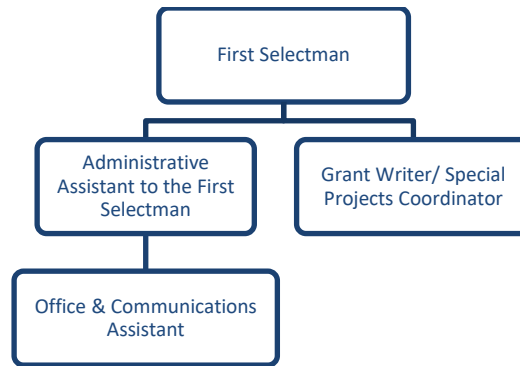 First Selectman
Administrative
Assistant to the First
Selectman
Grant Writer/ Special
Projects Coordinator
Office & Communications
Assistant